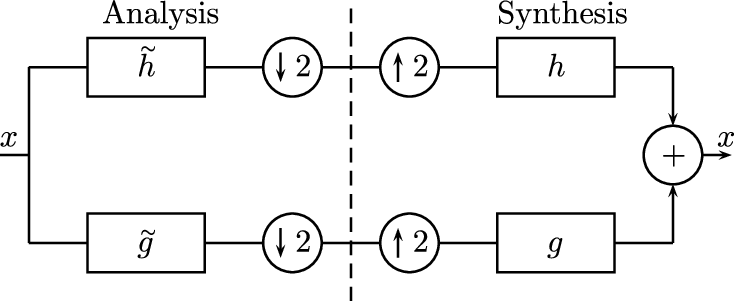 Analysis Synthesis
h̃ ↓ 2 ↑ 2 h
x + x
g̃ ↓ 2 ↑ 2 g